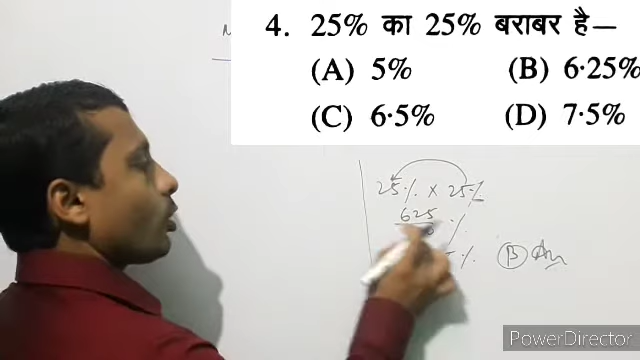 4. 25% का 25% बराबर है—
(A) 5% (B) 6·25%
(C) 6·5% (D) 7·5%
25% × 25%
625 %
% (B) Ans
PowerDirector